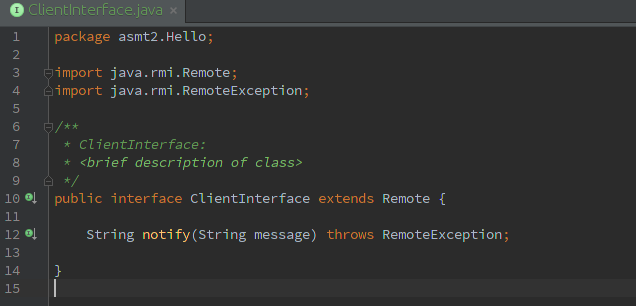 ClientInterface.java
1 package asmt2.Hello;
2
3 import java.rmi.Remote;
4 import java.rmi.RemoteException;
5
6 /**
7  * ClientInterface:
8  * <brief description of class>
9  */
10 public interface ClientInterface extends Remote {
11
12     String notify(String message) throws RemoteException;
13
14 }
15